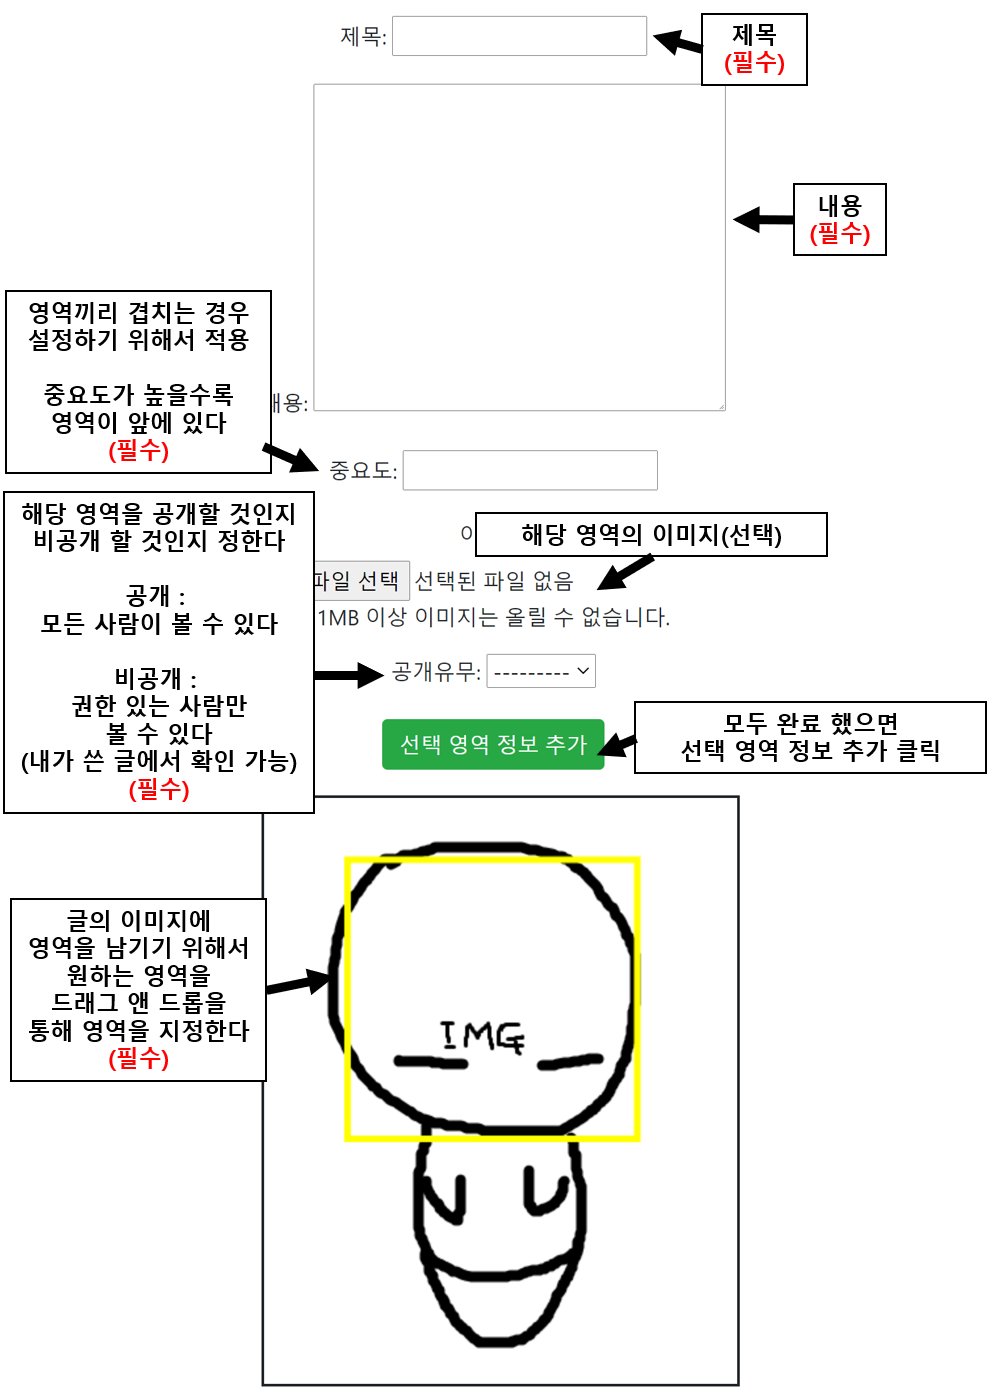 제목:
제목
(필수)
내용
(필수)
영역끼리 겹치는 경우
설정하기 위해서 적용
중요도가 높을수록
영역이 앞에 있다
(필수)
내용:
중요도:
해당 영역을 공개할 것인지
비공개 할 것인지 정한다
공개 :
모든 사람이 볼 수 있다
비공개 :
권한 있는 사람만
볼 수 있다
(내가 쓴 글에서 확인 가능)
(필수)
해당 영역의 이미지(선택)
파일 선택 선택된 파일 없음
1MB 이상 이미지는 올릴 수 없습니다.
공개유무: ---------
선택 영역 정보 추가
모두 완료 했으면
선택 영역 정보 추가 클릭
글의 이미지에
영역을 남기기 위해서
원하는 영역을
드래그 앤 드롭을
통해 영역을 지정한다
(필수)
IMG